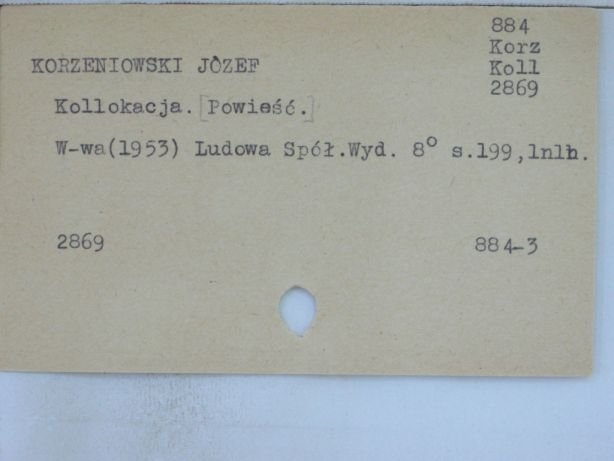 884
Korz
KORZENIOWSKI JÓZEF
Koll
2869
Kollokacja. [Powieść.]
W-wa(1953) Ludowa Spół.Wyd. 8° s.199,1nlb.
2869
884-3